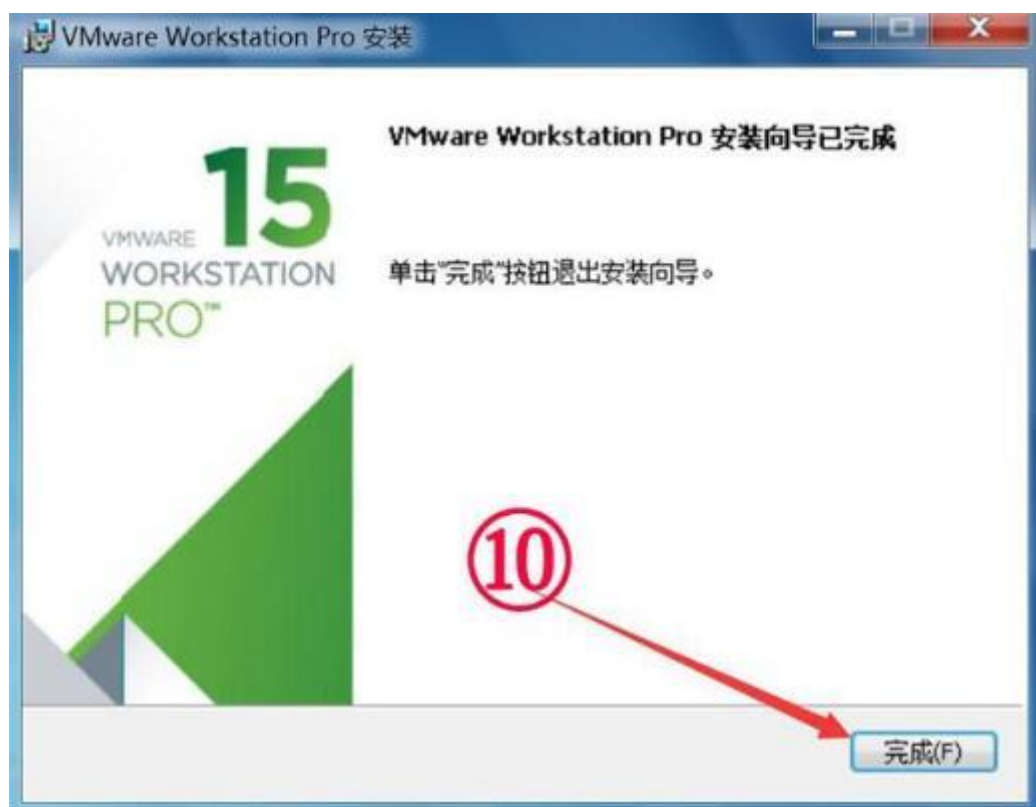 VMware Workstation Pro 安装
VMware Workstation Pro 安装向导已完成
15
VMWARE
WORKSTATION
PRO™
单击"完成"按钮退出安装向导。
⑩
完成(F)